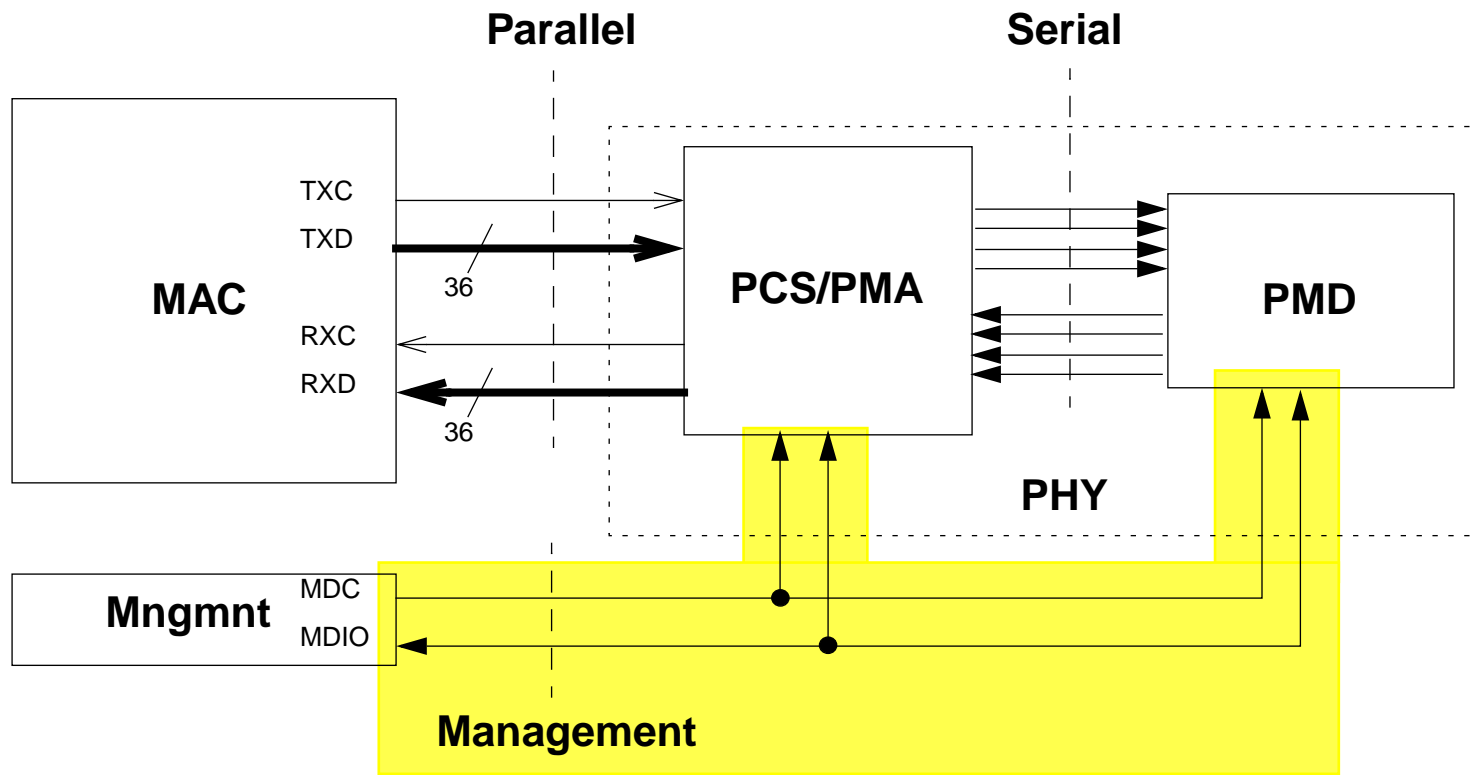 Parallel
Serial
TXC
TXD
36
MAC
PCS/PMA
PMD
RXC
RXD
36
PHY
Mngmnt
MDC
MDIO
Management